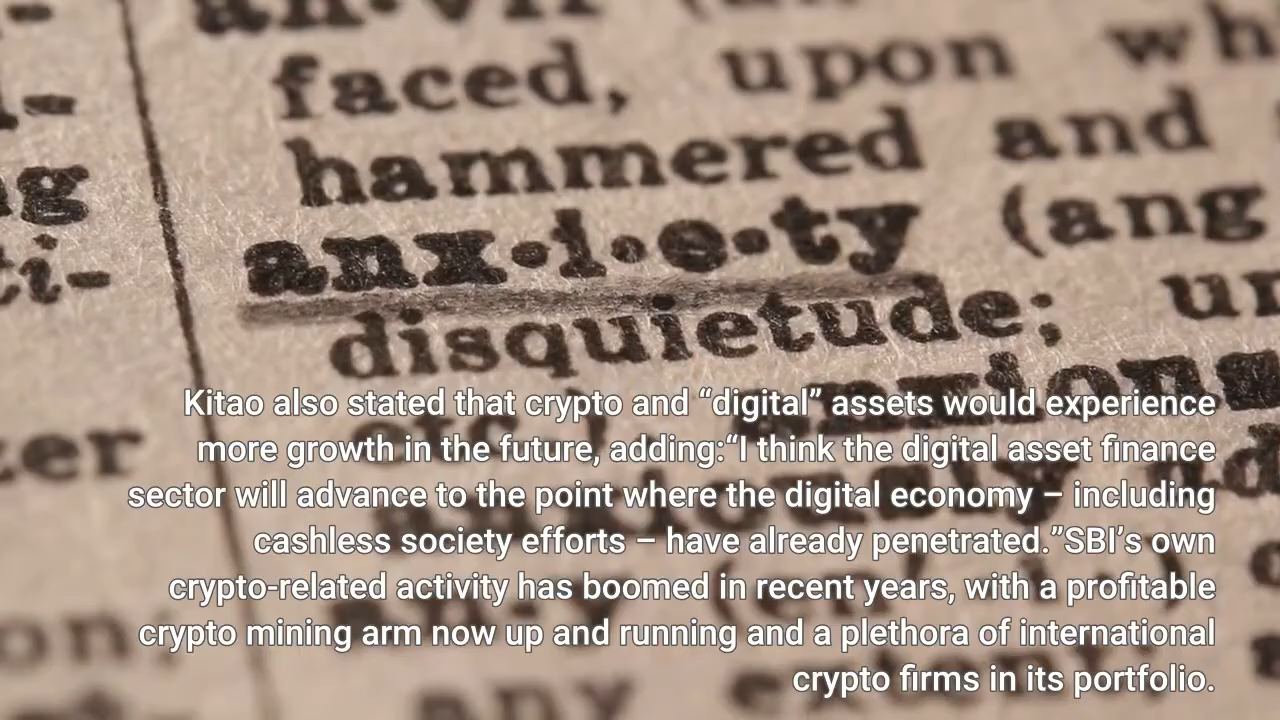 faced, upon
hammered and
anx•i•e•ty (ang
disquietude;
Kitao also stated that crypto and “digital” assets would experience
more growth in the future, adding:“I think the digital asset finance
sector will advance to the point where the digital economy – including
cashless society efforts – have already penetrated.”SBI’s own
crypto-related activity has boomed in recent years, with a profitable
crypto mining arm now up and running and a plethora of international
crypto firms in its portfolio.